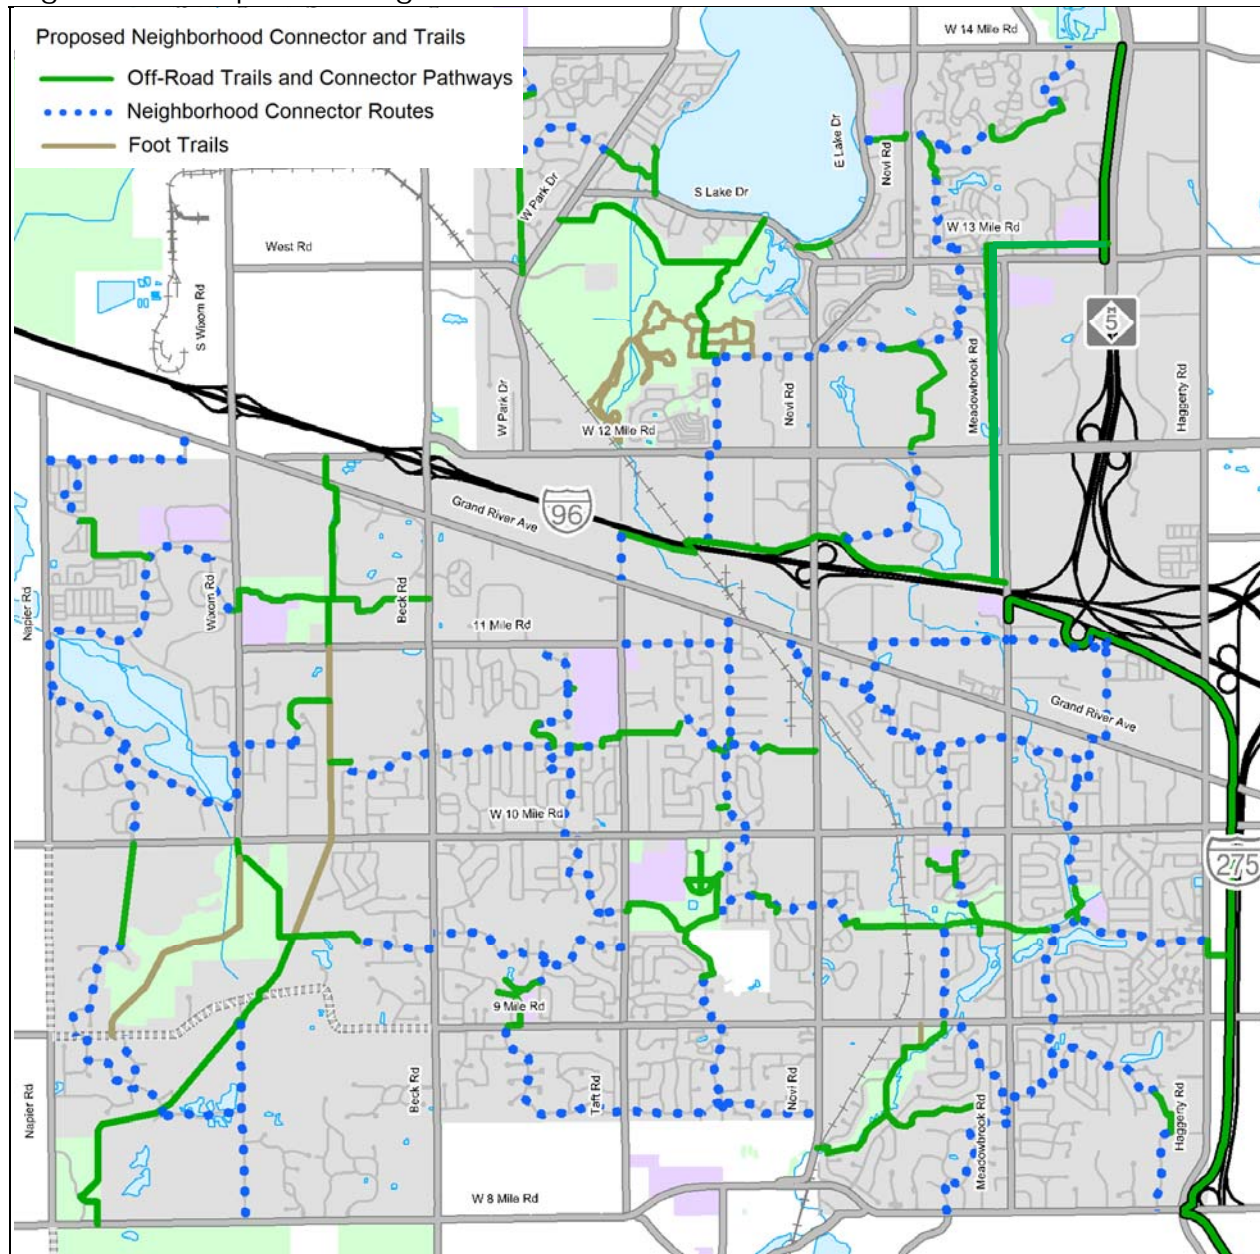 Proposed Neighborhood Connector and Trails
Off-Road Trails and Connector Pathways
Neighborhood Connector Routes
Foot Trails
W 14 Mile Rd
E Lake Dr
Novi Rd
W Park Dr
S Lake Dr
W 13 Mile Rd
West Rd
S Wixom Rd
5
W Park Dr
Novi Rd
Meadowbrook Rd
Haggerty Rd
W 12 Mile Rd
Grand River Ave
96
Napier Rd
Wixom Rd
Beck Rd
11 Mile Rd
Grand River Ave
W 10 Mile Rd
275
9 Mile Rd
Napier Rd
Beck Rd
Taft Rd
Novi Rd
Meadowbrook Rd
Haggerty Rd
W 8 Mile Rd